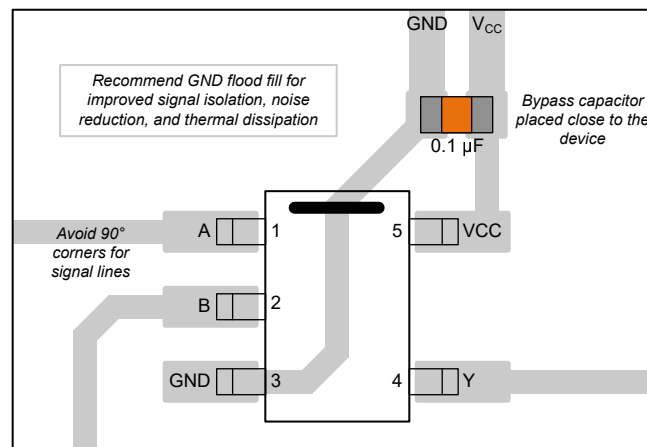 GND VCC
Recommend GND flood fill for
improved signal isolation, noise
reduction, and thermal dissipation
Bypass capacitor
placed close to the
device
0.1 µF
A 1 5 VCC
Avoid 90°
corners for
signal lines
B 2
GND 3 4 Y